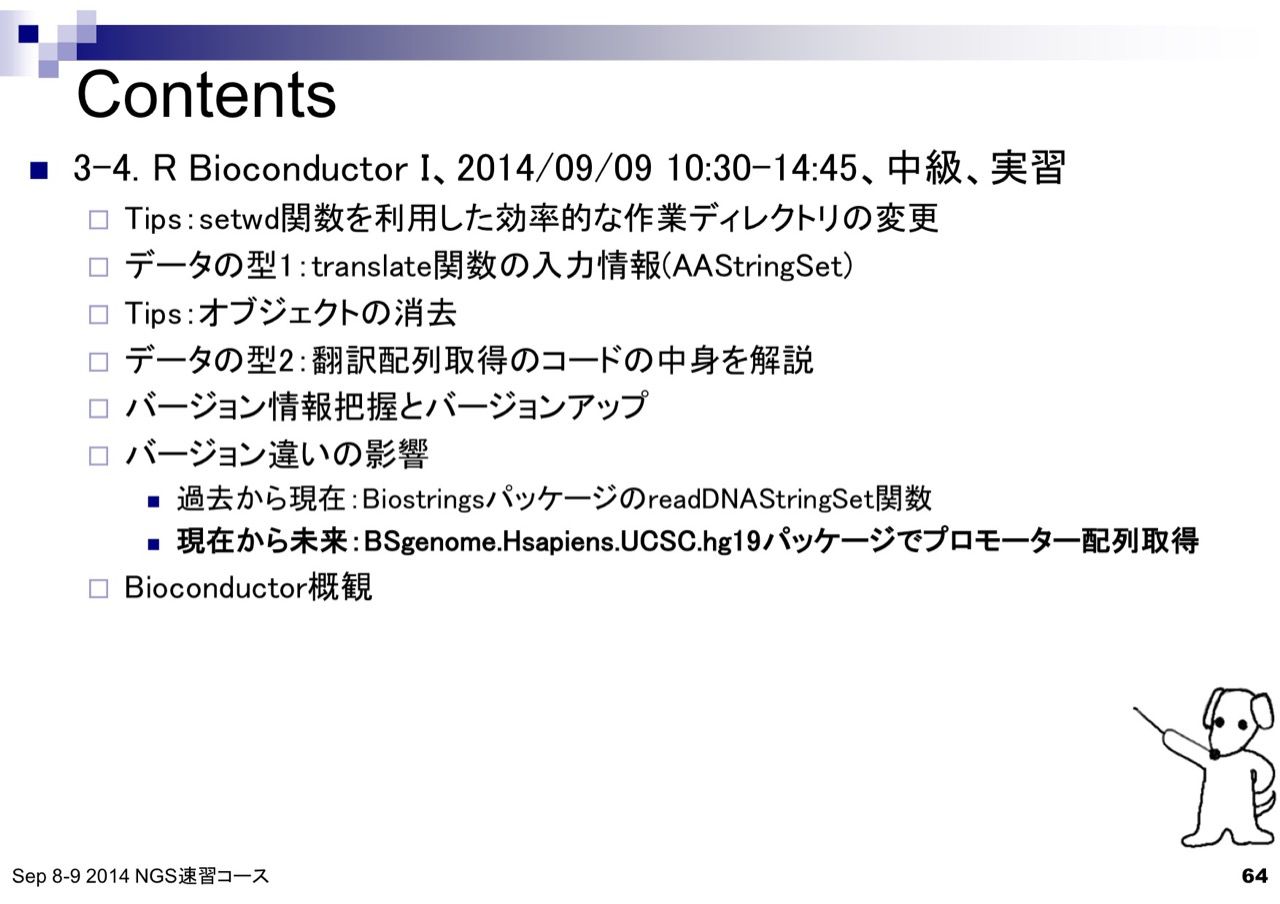 Contents
3-4. R Bioconductor I、2014/09/09 10:30-14:45、中級、実習
Tips：setwd関数を利用した効率的な作業ディレクトリの変更
データの型1：translate関数の入力情報(AAStringSet)
Tips：オブジェクトの消去
データの型2：翻訳配列取得のコードの中身を解説
バージョン情報把握とバージョンアップ
バージョン違いの影響
過去から現在：BiostringsパッケージのreadDNAStringSet関数
現在から未来：BSgenome.Hsapiens.UCSC.hg19パッケージでプロモーター配列取得
Bioconductor概観
Sep 8-9 2014 NGS速習コース
64